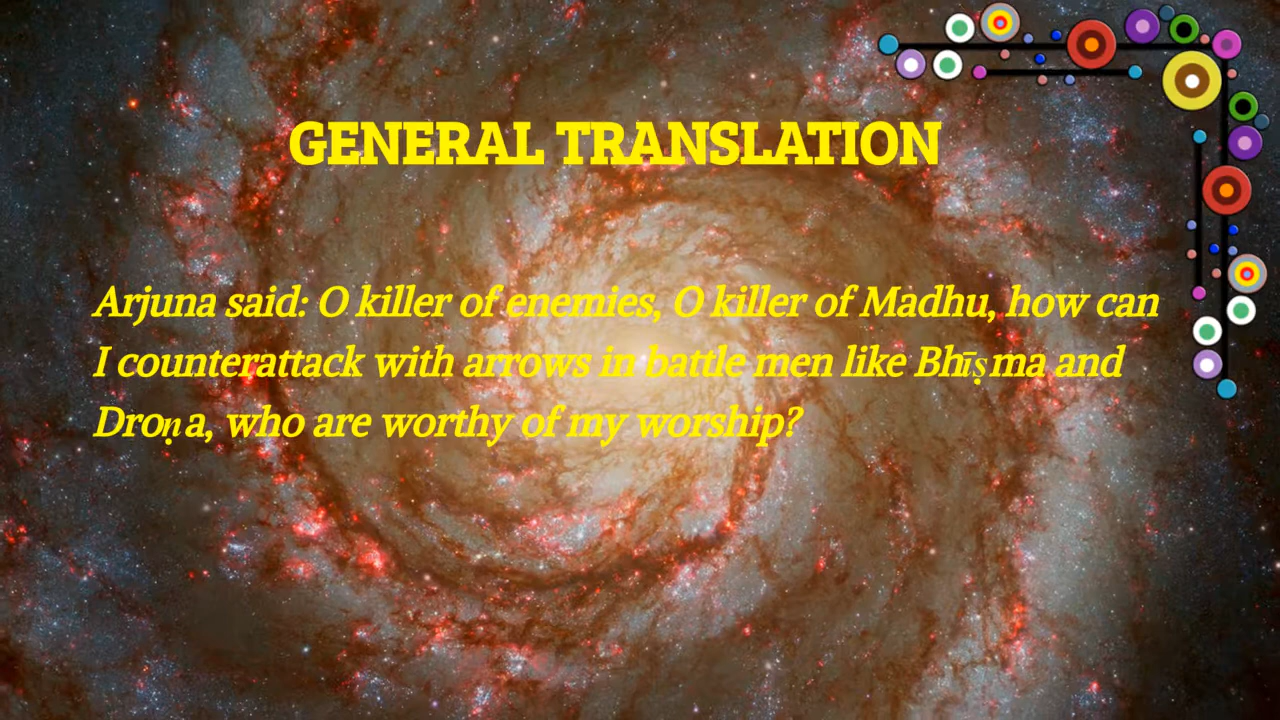 GENERAL TRANSLATION
Arjuna said: O killer of enemies, O killer of Madhu, how can
I counterattack with arrows in battle men like Bhīṣma and
Droṇa, who are worthy of my worship?